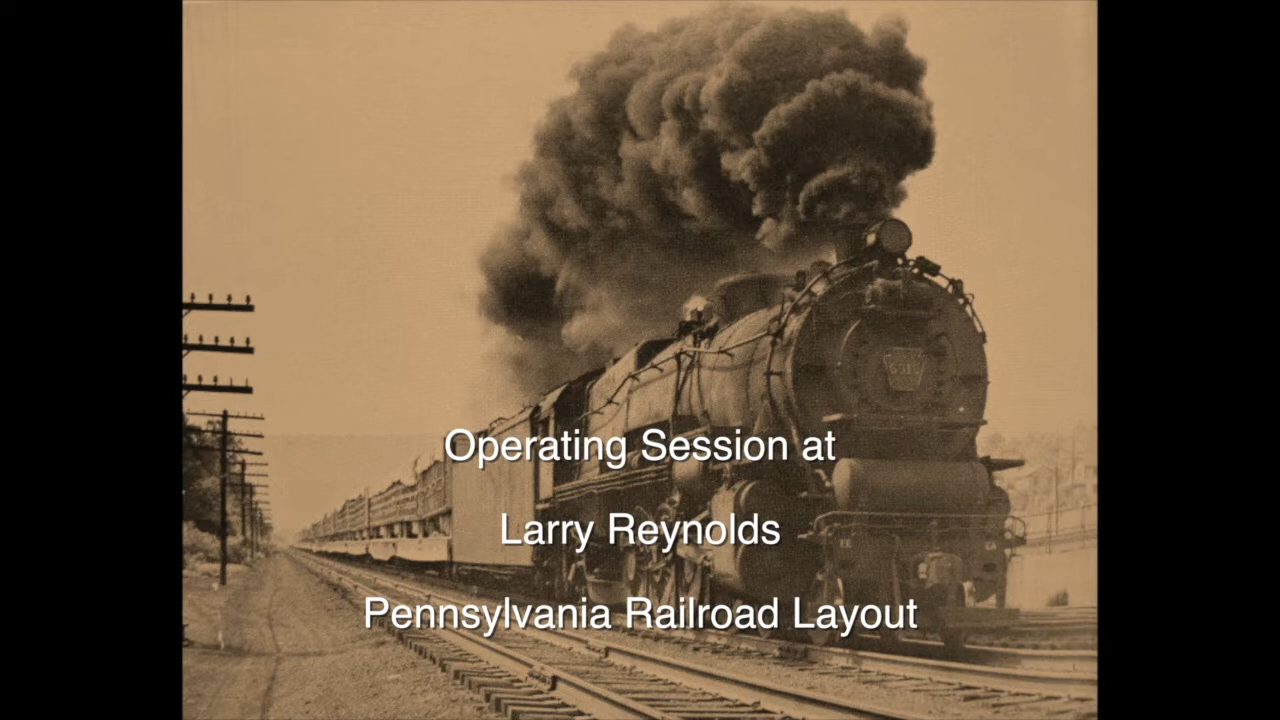 Operating Session at
Larry Reynolds
Pennsylvania Railroad Layout